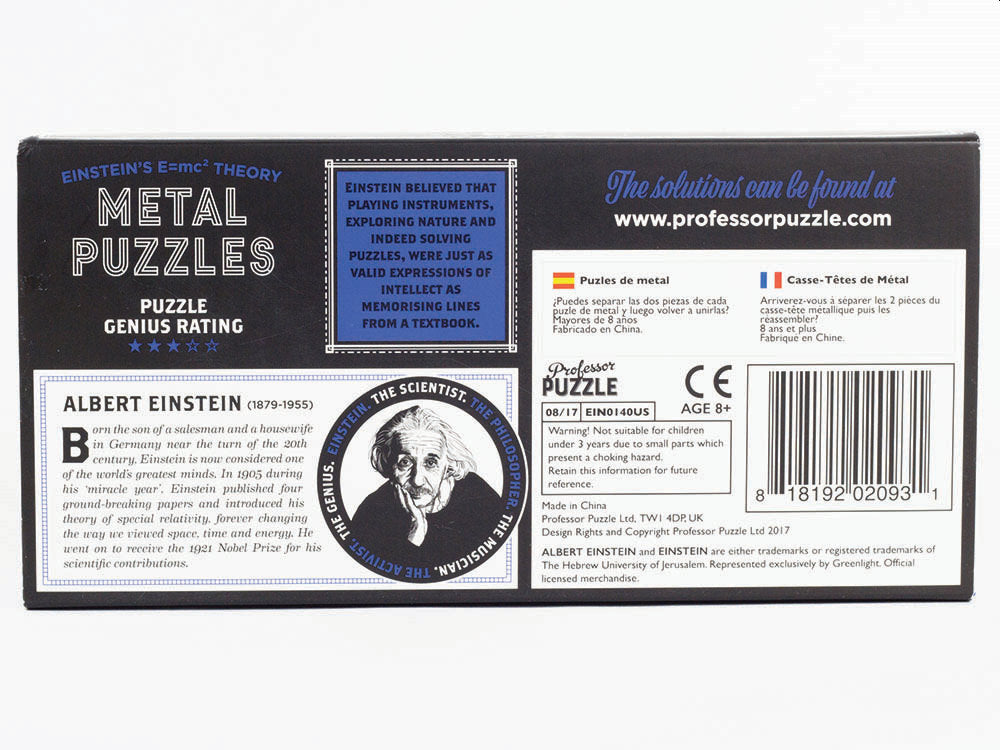 EINSTEIN'S E=mc² THEORY
METAL
PUZZLES
PUZZLE
GENIUS RATING
EINSTEIN BELIEVED THAT
PLAYING INSTRUMENTS,
EXPLORING NATURE AND
INDEED SOLVING
PUZZLES, WERE JUST AS
VALID EXPRESSIONS OF
INTELLECT AS
MEMORISING LINES
FROM A TEXTBOOK.
ALBERT EINSTEIN (1879-1955)
Born the son of a salesman and a housewife
in Germany near the turn of the 20th
century, Einstein is now considered one
of the world's greatest minds. In 1905 during
his 'miracle year', Einstein published four
ground-breaking papers and introduced his
theory of special relativity, forever changing
the way we viewed space, time and energy. He
went on to receive the 1921 Nobel Prize for his
scientific contributions.
EINSTEIN. THE SCIENTIST. THE PHILOSOPHER. THE MUSICIAN. THE ACTIVIST. THE GENIUS.
The solutions can be found at
www.professorpuzzle.com
Puzles de metal
¿Puedes separar las dos piezas de cada
puzle de metal y luego volver a unirlas?
Mayores de 8 años
Fabricado en China.
Casse-Têtes de Métal
Arriverez-vous à séparer les 2 pièces du
casse-tête métallique puis les
réassembler?
8 ans et plus
Fabriqué en Chine.
Professor
PUZZLE
CE
AGE 8+
08/17 EIN0140US
Warning! Not suitable for children
under 3 years due to small parts which
present a choking hazard.
Retain this information for future
reference.
8 18192 02093 1
Made in China
Professor Puzzle Ltd, TW1 4DP, UK
Design Rights and Copyright Professor Puzzle Ltd 2017
ALBERT EINSTEIN and EINSTEIN are either trademarks or registered trademarks of
The Hebrew University of Jerusalem. Represented exclusively by Greenlight. Official
licensed merchandise.